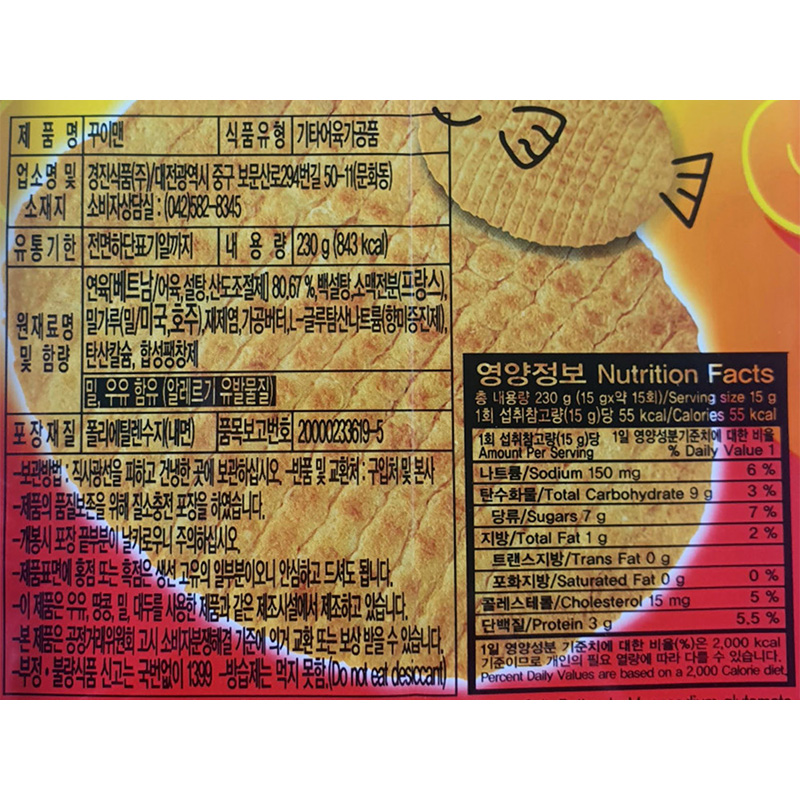 제 품 명 꾸이맨 식품유형 기타어육가공품
업소명 및 소재지 경진식품(주)/대전광역시 중구 보문산로294번길 50-11(문화동)
소비자상담실 : (042)582-8345
유통기한 전면하단표기일까지 내 용 량 230 g (843 kcal)
원재료명 및 함량 연육[베트남/어육,설탕,산도조절제] 80.67 %,백설탕,소맥전분(프랑스),
밀가루(밀/미국,호주),재제염,가공버터,L-글루탐산나트륨(향미증진제),
탄산칼슘, 합성팽창제
밀, 우유 함유 (알레르기 유발물질)
포장재질 폴리에틸렌수지(내면) 품목보고번호 20000233619-5
-보관방법 : 직사광선을 피하고 건냉한 곳에 보관하십시오. -반품 및 교환처 : 구입처 및 본사
-제품의 품질보존을 위해 질소충전 포장을 하였습니다.
-개봉시 포장 끝부분이 날카로우니 주의하십시오.
-제품표면에 홍점 또는 흑점은 생선 고유의 일부분이오니 안심하고 드셔도 됩니다.
-이 제품은 우유, 땅콩, 밀, 대두를 사용한 제품과 같은 제조시설에서 제조하고 있습니다.
-본 제품은 공정거래위원회 고시 소비자분쟁해결 기준에 의거 교환 또는 보상 받을 수 있습니다.
-부정·불량식품 신고는 국번없이 1399 -방습제는 먹지 못함.(Do not eat desiccant)
영양정보 Nutrition Facts
총 내용량 230 g (15 gx약 15회)/Serving size 15 g
1회 섭취참고량(15 g)당 55 kcal/Calories 55 kcal
1회 섭취참고량(15 g)당 1일 영양성분기준치에 대한 비율
Amount Per Serving % Daily Value 1
나트륨/Sodium 150 mg 6 %
탄수화물/Total Carbohydrate 9 g 3 %
당류/Sugars 7 g 7 %
지방/Total Fat 1 g 2 %
트랜스지방/Trans Fat 0 g
포화지방/Saturated Fat 0 g 0 %
콜레스테롤/Cholesterol 15 mg 5 %
단백질/Protein 3 g 5.5 %
1일 영양성분 기준치에 대한 비율(%)은 2,000 kcal
기준이므로 개인의 필요 열량에 따라 다를 수 있습니다.
Percent Daily Values are based on a 2,000 Calorie diet.